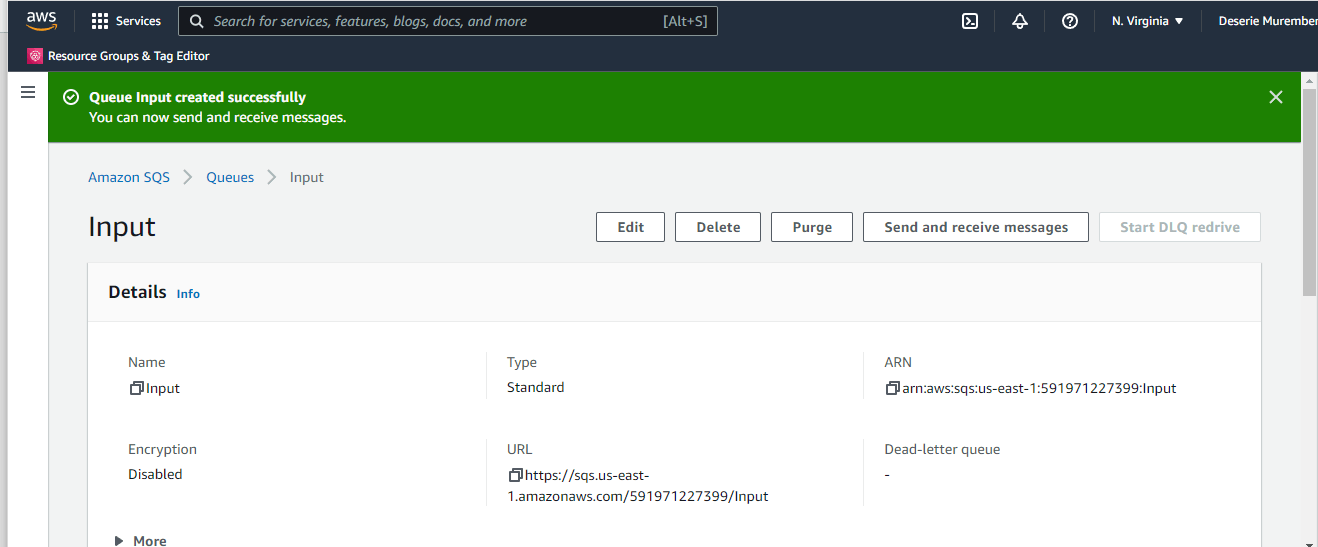 aws Services Search for services, features, blogs, docs, and more [Alt+S] N. Virginia Deserie Murember
Resource Groups & Tag Editor
Queue Input created successfully
You can now send and receive messages.
Amazon SQS Queues Input
Input Edit Delete Purge Send and receive messages Start DLQ redrive
Details Info
Name Type ARN
Input Standard arn:aws:sqs:us-east-1:591971227399:Input
Encryption URL Dead-letter queue
Disabled https://sqs.us-east- -
1.amazonaws.com/591971227399/Input
More